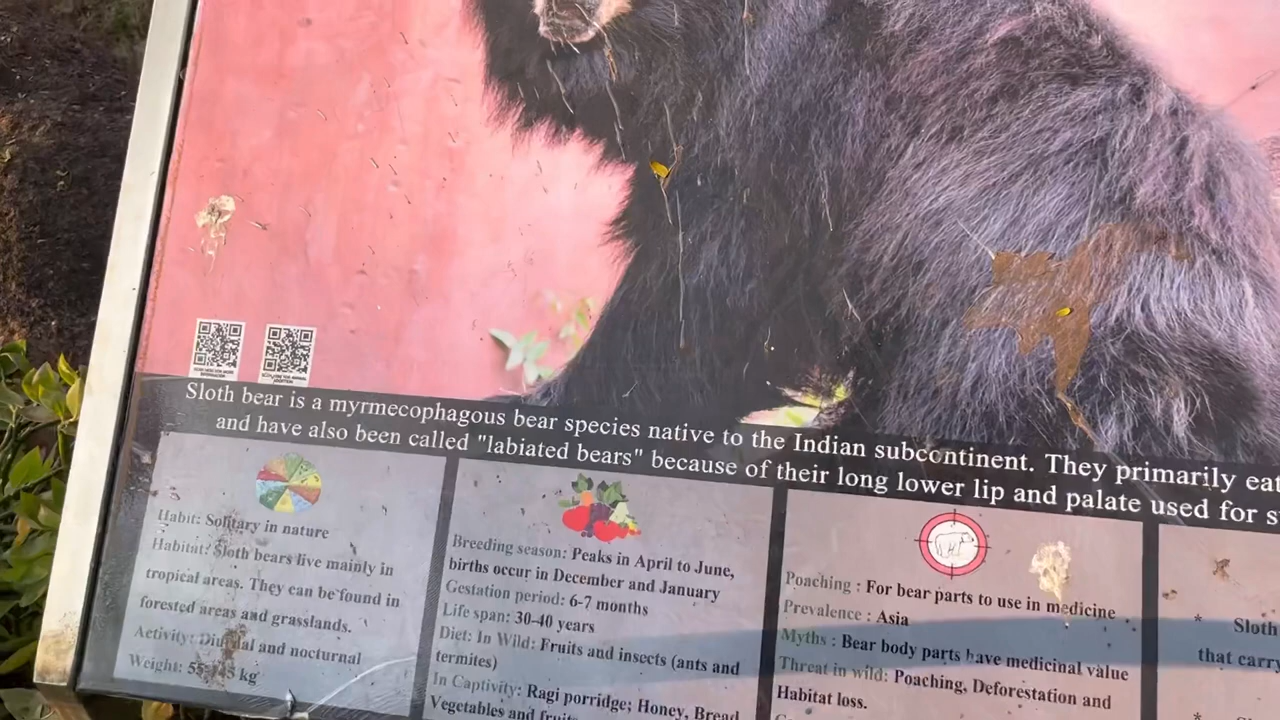 Sloth bear is a myrmecophagous bear species native to the Indian subcontinent. They primarily eat
and have also been called "labiated bears" because of their long lower lip and palate used for
Habit: Solitary in nature
Habitat: Sloth bears live mainly in
tropical areas. They can be found in
forested areas and grasslands.
Activity: Diurnal and nocturnal
Weight: kg
Breeding season: Peaks in April to June,
births occur in December and January
Gestation period: 6-7 months
Life span: 30-40 years
Diet: In Wild: Fruits and insects (ants and
termites)
In Captivity: Ragi porridge; Honey, Bread
Vegetables and fruits
Poaching : For bear parts to use in medicine
Prevalence : Asia
Myths : Bear body parts have medicinal value
Threat in wild: Poaching, Deforestation and
Habitat loss.
* Sloth
that carry
*